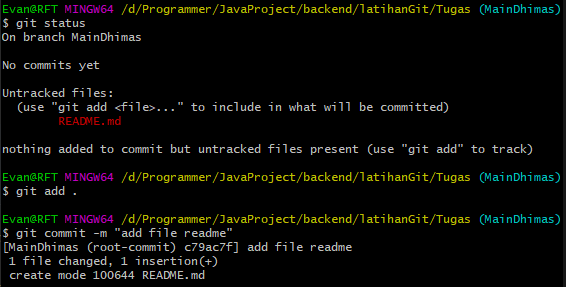 Evan@RFT MINGW64 /d/Programmer/JavaProject/backend/latihanGit/Tugas (MainDhimas)
$ git status
On branch MainDhimas
No commits yet
Untracked files:
(use "git add <file>..." to include in what will be committed)
README.md
nothing added to commit but untracked files present (use "git add" to track)
Evan@RFT MINGW64 /d/Programmer/JavaProject/backend/latihanGit/Tugas (MainDhimas)
$ git add .
Evan@RFT MINGW64 /d/Programmer/JavaProject/backend/latihanGit/Tugas (MainDhimas)
$ git commit -m "add file readme"
[MainDhimas (root-commit) c79ac7f] add file readme
1 file changed, 1 insertion(+)
create mode 100644 README.md